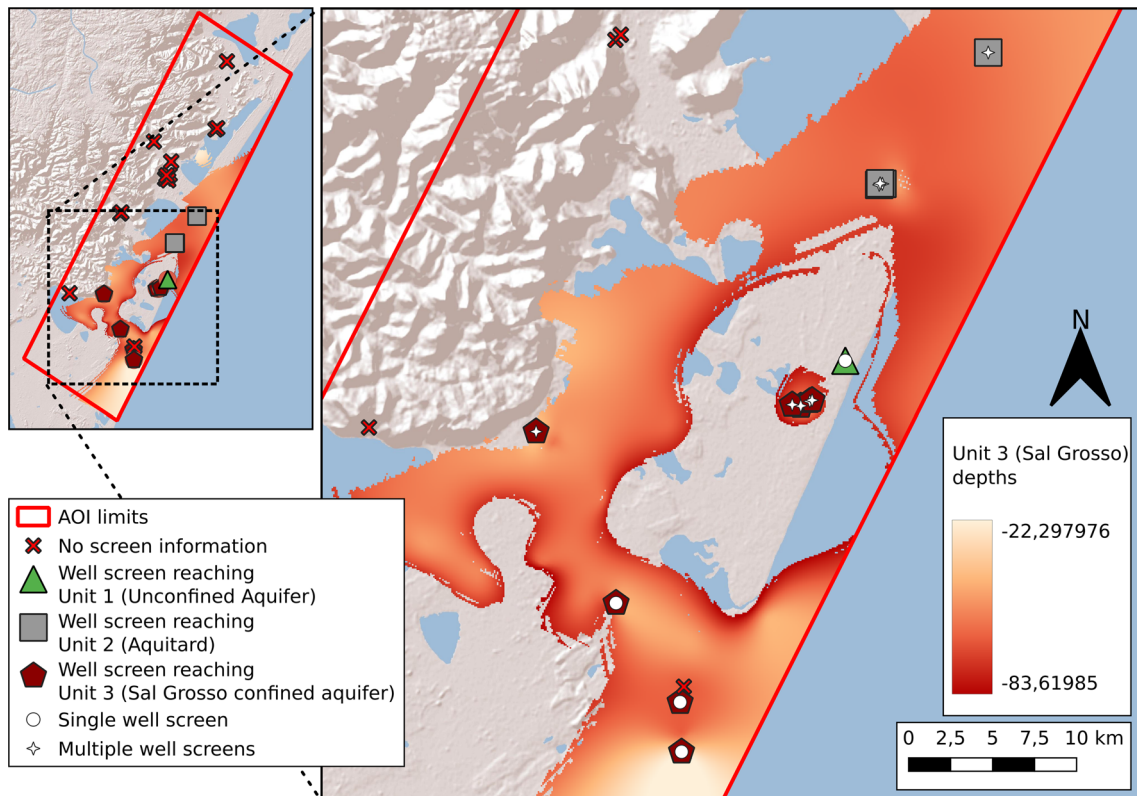 N
Unit 3 (Sal Grosso)
depths
-22,297976
-83,61985
0 2,5 5 7,5 10 km
AOI limits
No screen information
Well screen reaching
Unit 1 (Unconfined Aquifer)
Well screen reaching
Unit 2 (Aquitard)
Well screen reaching
Unit 3 (Sal Grosso confined aquifer)
Single well screen
Multiple well screens